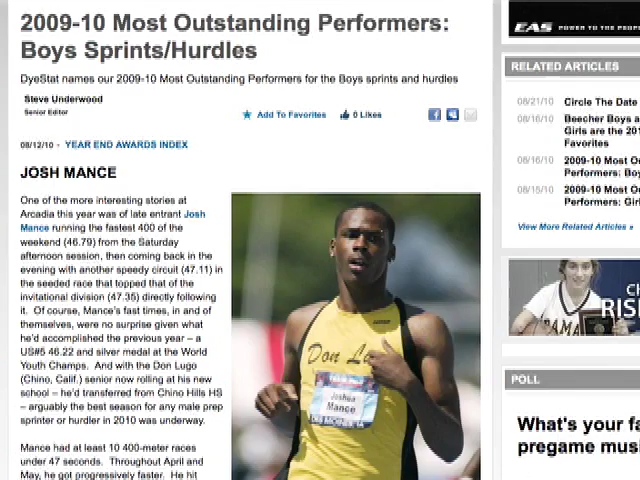 2009-10 Most Outstanding Performers:
Boys Sprints/Hurdles
DyeStat names our 2009-10 Most Outstanding Performers for the Boys sprints and hurdles
Steve Underwood
Senior Editor
Add To Favorites
0 Likes
08/12/10 - YEAR END AWARDS INDEX
JOSH MANCE
One of the more interesting stories at
Arcadia this year was of late entrant Josh
Mance running the fastest 400 of the
weekend (46.79) from the Saturday
afternoon session, then coming back in the
evening with another speedy circuit (47.11) in
the seeded race that topped that of the
invitational division (47.35) directly following
it. Of course, Mance's fast times, in and of
themselves, were no surprise given what
he'd accomplished the previous year – a
US#5 46.22 and silver medal at the World
Youth Champs. And with the Don Lugo
(Chino, Calif.) senior now rolling at his new
school – he'd transferred from Chino Hills HS
– arguably the best season for any male prep
sprinter or hurdler in 2010 was underway.
Mance had at least 10 400-meter races
under 47 seconds. Throughout April and
May, he got progressively faster. He hit
Don Lu
Joshua
Mance
DES MOINES, IA
EAS POWER TO THE PEOP
RELATED ARTICLES
08/21/10 Circle The Date
08/16/10 Beecher Boys a
Girls are the 201
Favorites
08/16/10 2009-10 Most O
Performers: Boy
08/15/10 2009-10 Most O
Performers: Girl
View More Related Articles »
CH
RISI
BAMA
POLL
What's your fa
pregame musi